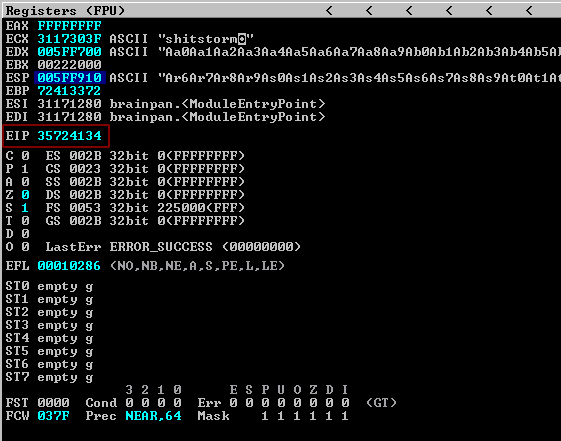 Registers (FPU) < < < < <
EAX FFFFFFFF
ECX 3117303F ASCII "shitstorm◘"
EDX 005FF700 ASCII "Aa0Aa1Aa2Aa3Aa4Aa5Aa6Aa7Aa8Aa9Ab0Ab1Ab2Ab3Ab4Ab5Ab
EBX 00222000
ESP 005FF910 ASCII "Ar6Ar7Ar8Ar9As0As1As2As3As4As5As6As7As8As9At0At1At
EBP 72413372
ESI 31171280 brainpan.<ModuleEntryPoint>
EDI 31171280 brainpan.<ModuleEntryPoint>
EIP 35724134
C 0 ES 002B 32bit 0(FFFFFFFF)
P 1 CS 0023 32bit 0(FFFFFFFF)
A 0 SS 002B 32bit 0(FFFFFFFF)
Z 0 DS 002B 32bit 0(FFFFFFFF)
S 1 FS 0053 32bit 225000(FFF)
T 0 GS 002B 32bit 0(FFFFFFFF)
D 0
O 0 LastErr ERROR_SUCCESS (00000000)
EFL 00010286 (NO,NB,NE,A,S,PE,L,LE)
ST0 empty g
ST1 empty g
ST2 empty g
ST3 empty g
ST4 empty g
ST5 empty g
ST6 empty g
ST7 empty g
3 2 1 0 E S P U O Z D I
FST 0000 Cond 0 0 0 0 Err 0 0 0 0 0 0 0 0 (GT)
FCW 037F Prec NEAR,64 Mask 1 1 1 1 1 1